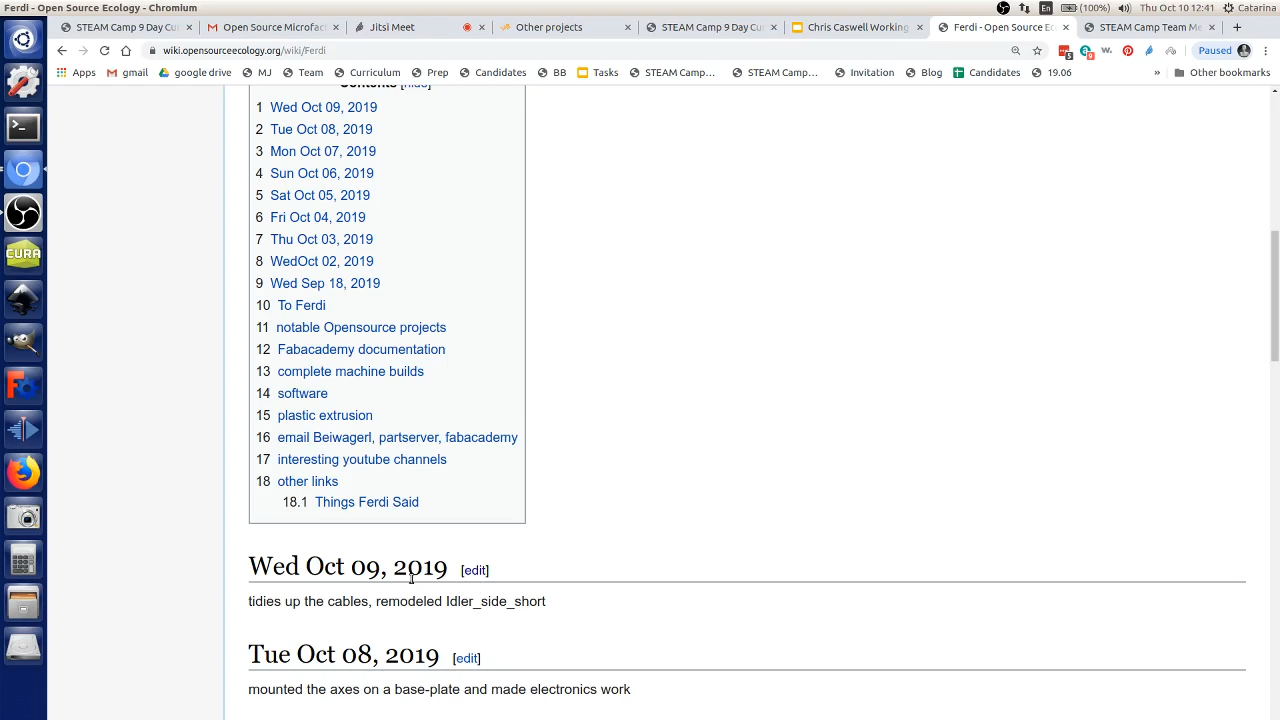 Ferdi - Open Source Ecology - Chromium
En
(100%)
Thu Oct 10 12:41
Catarina
STEAM Camp 9 Day Cu
Open Source Microfac
Jitsi Meet
Other projects
STEAM Camp 9 Day Cu
Chris Caswell Working
Ferdi - Open Source Ec
STEAM Camp Team Me
wiki.opensourceecology.org/wiki/Ferdi
Paused
Apps
gmail
google drive
MJ
Team
Curriculum
Prep
Candidates
BB
Tasks
STEAM Camp...
STEAM Camp...
Invitation
Blog
Candidates
19.06
»
Other bookmarks
Contents [hide]
1 Wed Oct 09, 2019
2 Tue Oct 08, 2019
3 Mon Oct 07, 2019
4 Sun Oct 06, 2019
5 Sat Oct 05, 2019
6 Fri Oct 04, 2019
7 Thu Oct 03, 2019
8 WedOct 02, 2019
9 Wed Sep 18, 2019
10 To Ferdi
11 notable Opensource projects
12 Fabacademy documentation
13 complete machine builds
14 software
15 plastic extrusion
16 email Beiwagerl, partserver, fabacademy
17 interesting youtube channels
18 other links
18.1 Things Ferdi Said
Wed Oct 09, 2019 [edit]
tidies up the cables, remodeled Idler_side_short
Tue Oct 08, 2019 [edit]
mounted the axes on a base-plate and made electronics work
CURA